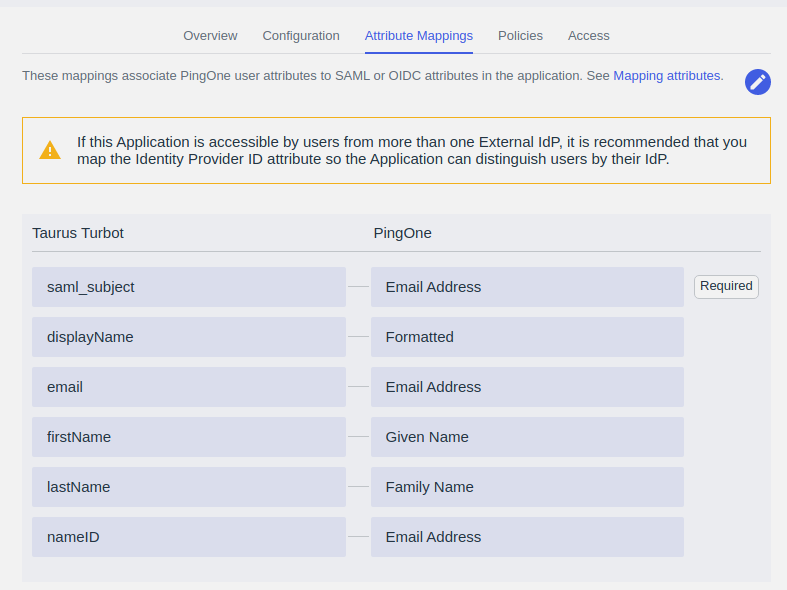 Overview Configuration Attribute Mappings Policies Access
These mappings associate PingOne user attributes to SAML or OIDC attributes in the application. See Mapping attributes.
If this Application is accessible by users from more than one External IdP, it is recommended that you
map the Identity Provider ID attribute so the Application can distinguish users by their IdP.
Taurus Turbot PingOne
saml_subject Email Address Required
displayName Formatted
email Email Address
firstName Given Name
lastName Family Name
nameID Email Address